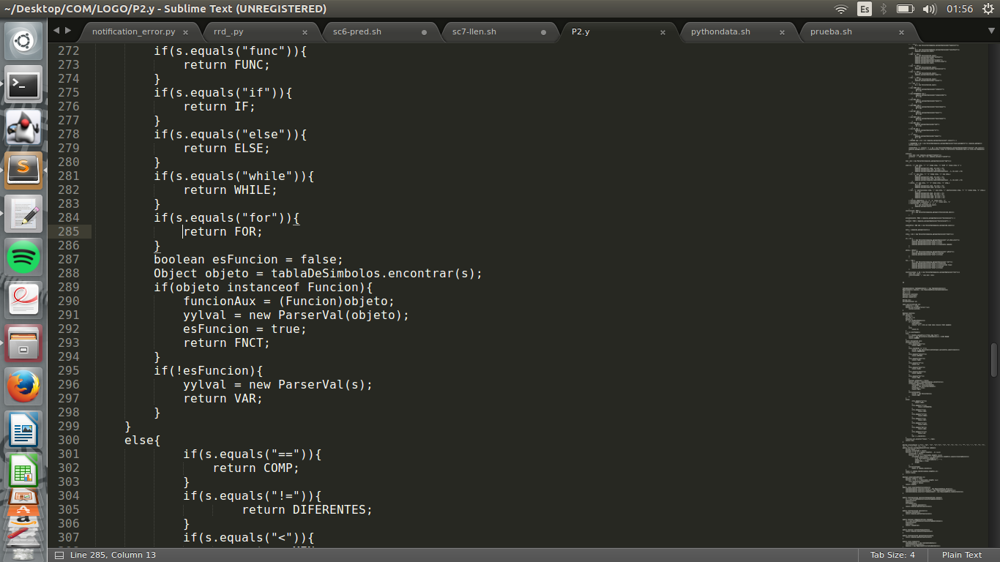 ~/Desktop/COM/LOGO/P2.y - Sublime Text (UNREGISTERED)
Es
01:56
notification_error.py ×
rrd_.py ×
sc6-pred.sh
sc7-llen.sh
P2.y ×
pythondata.sh ×
prueba.sh ×
272 if(s.equals("func")){
273 return FUNC;
274 }
275 if(s.equals("if")){
276 return IF;
277 }
278 if(s.equals("else")){
279 return ELSE;
280 }
281 if(s.equals("while")){
282 return WHILE;
283 }
284 if(s.equals("for")){
285 return FOR;
286 }
287 boolean esFuncion = false;
288 Object objeto = tablaDeSimbolos.encontrar(s);
289 if(objeto instanceof Funcion){
290 funcionAux = (Funcion)objeto;
291 yylval = new ParserVal(objeto);
292 esFuncion = true;
293 return FNCT;
294 }
295 if(!esFuncion){
296 yylval = new ParserVal(s);
297 return VAR;
298 }
299 }
300 else{
301 if(s.equals("==")){
302 return COMP;
303 }
304 if(s.equals("!=")){
305 return DIFERENTES;
306 }
307 if(s.equals("<")){
Line 285, Column 13
Tab Size: 4
Plain Text